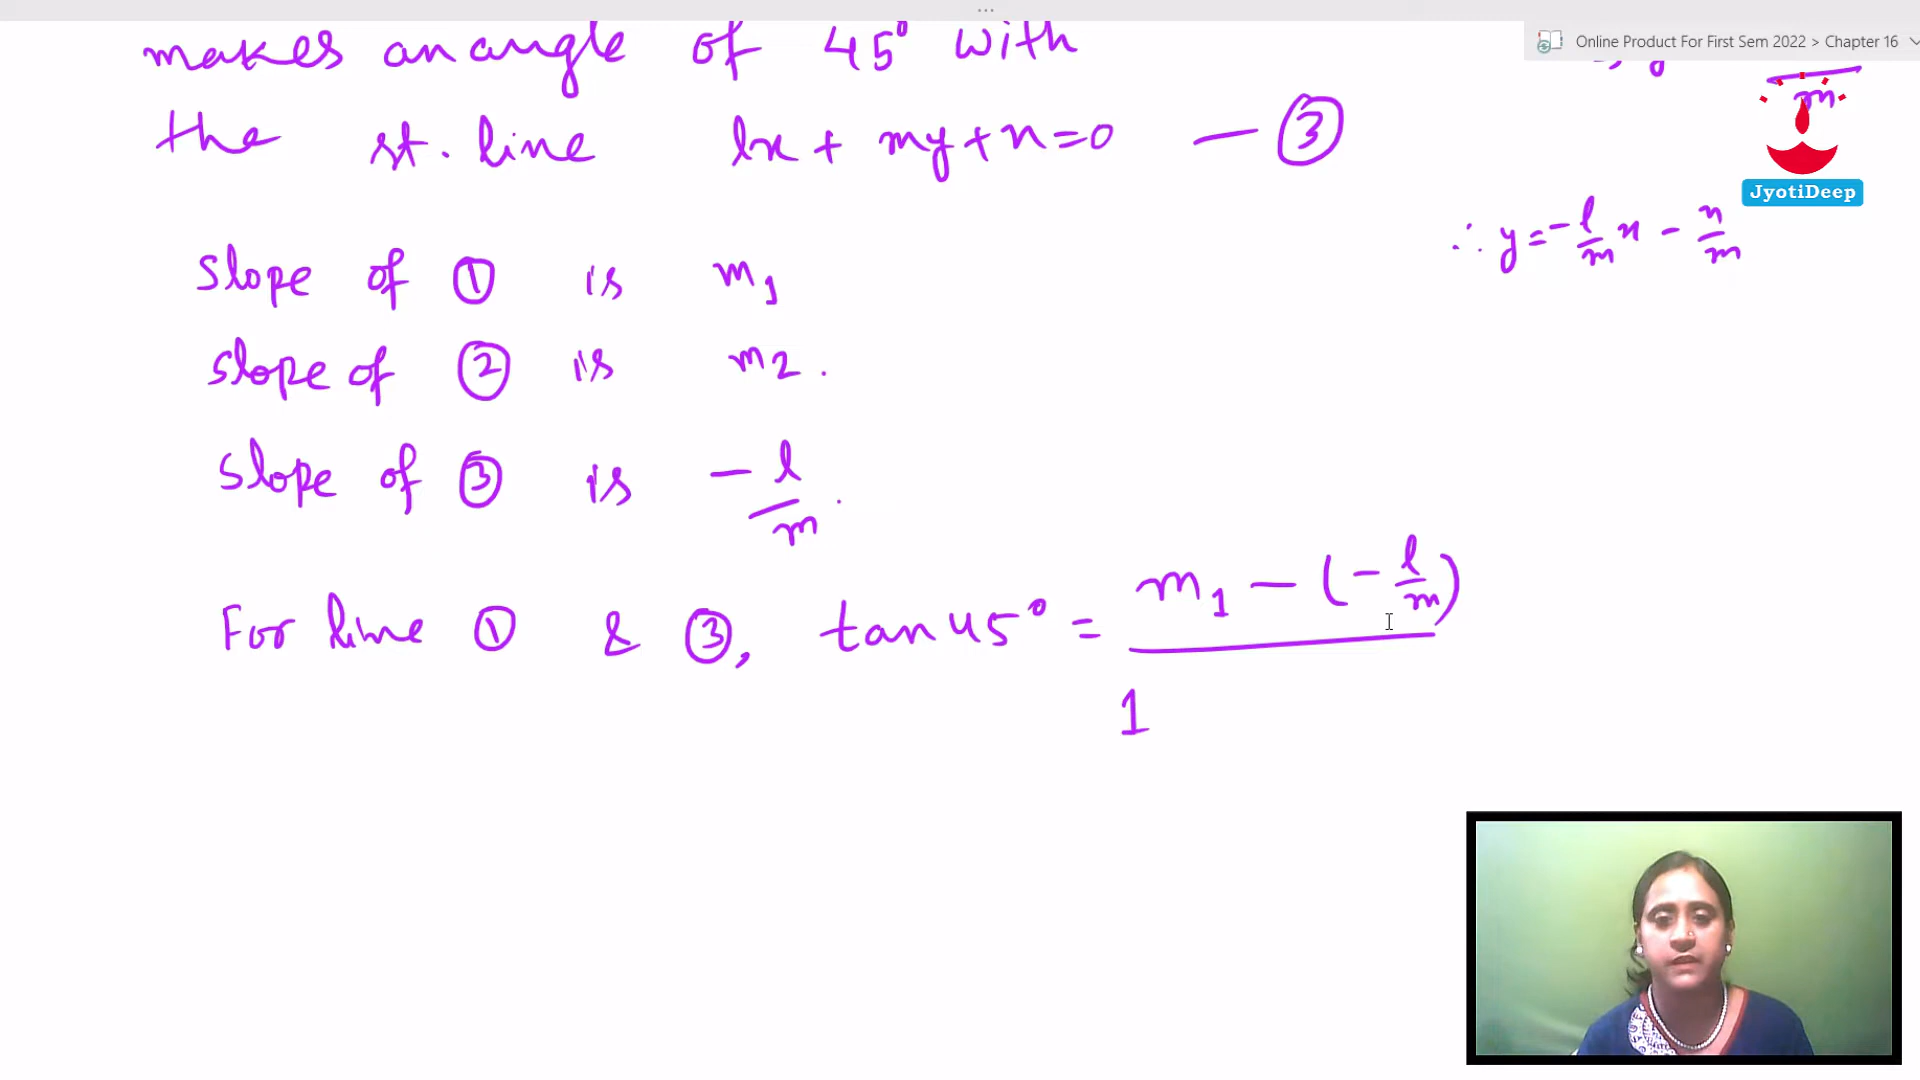 ...
Online Product For First Sem 2022 > Chapter 16
makes an angle of 45° with
m
the st. line lx + my + n = 0 — ③
JyotiDeep
∴ y = - l/m x - n/m
slope of ① is m₁
slope of ② is m₂.
slope of ③ is - l/m.
For line ① & ③, tan 45° = m₁ - (- l/m)
1